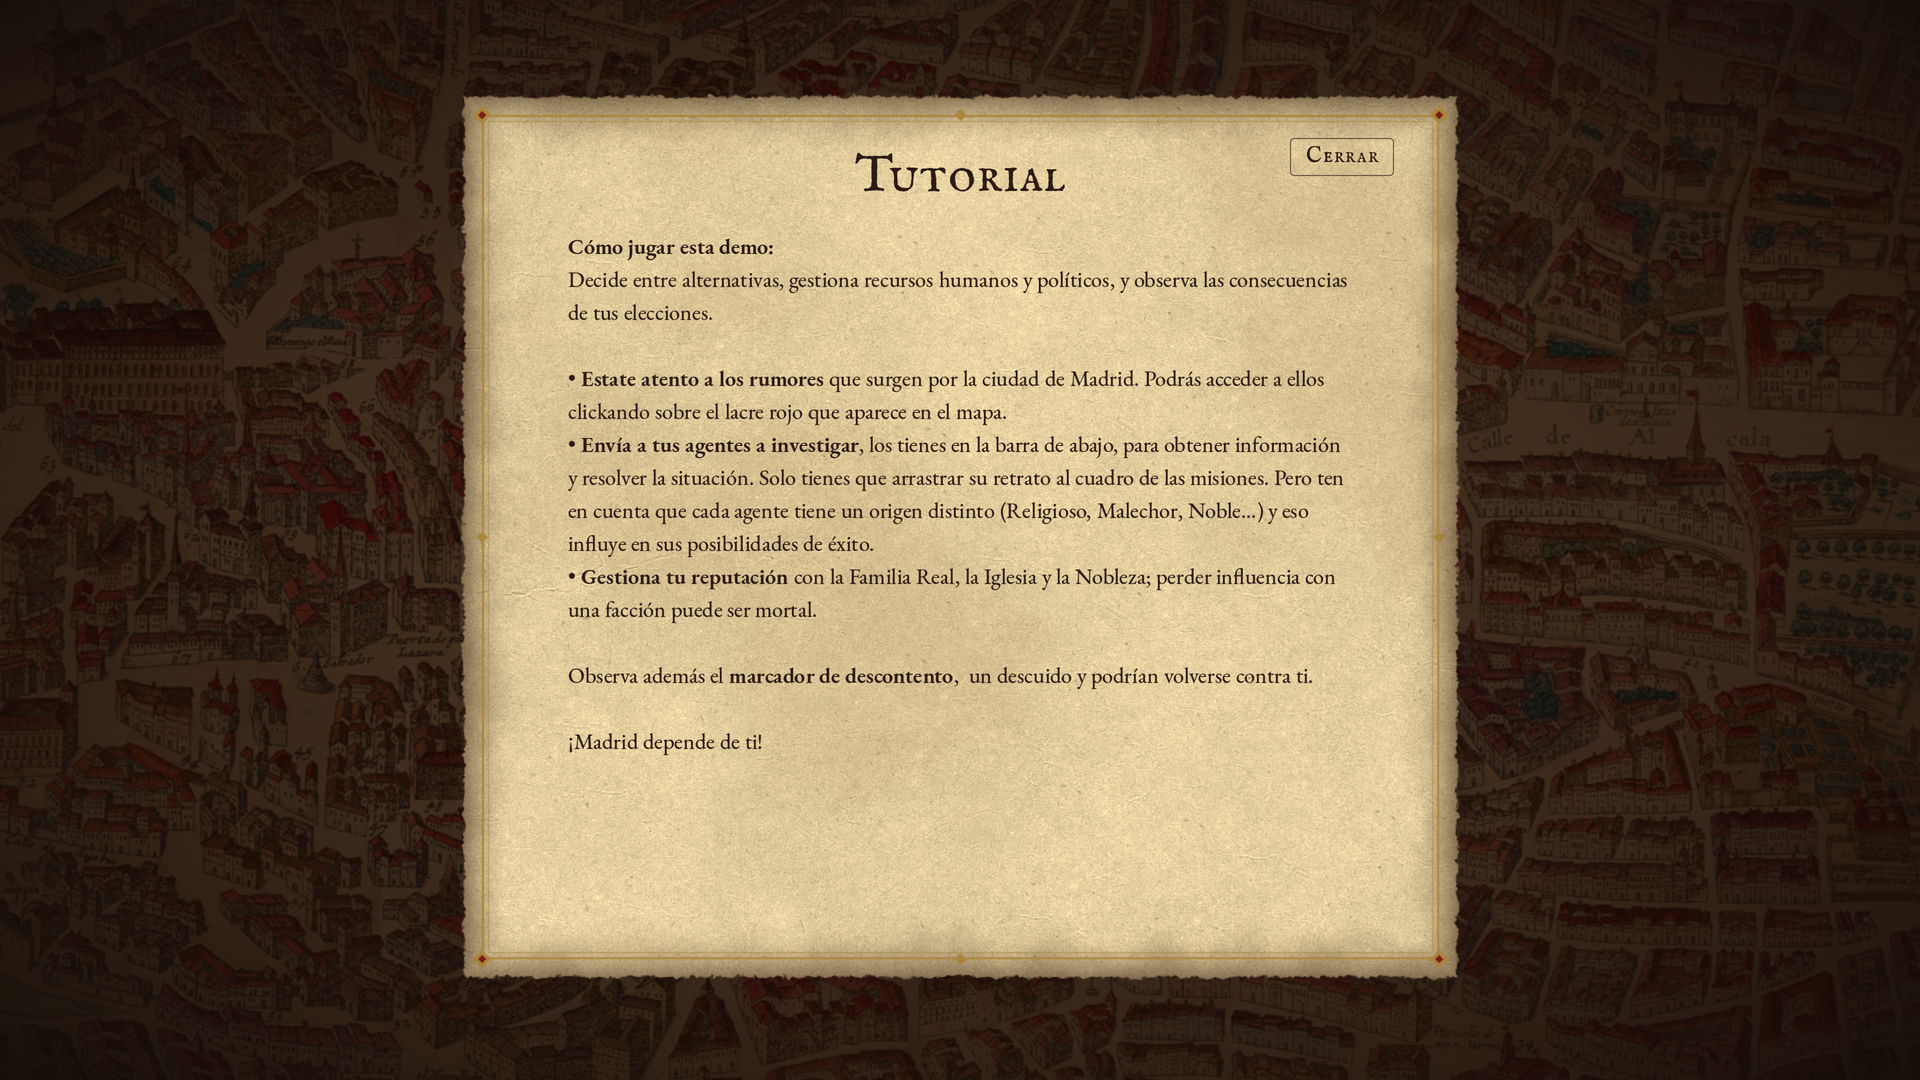 Tutorial
Cerrar
Cómo jugar esta demo:
Decide entre alternativas, gestiona recursos humanos y políticos, y observa las consecuencias
de tus elecciones.
• Estate atento a los rumores que surgen por la ciudad de Madrid. Podrás acceder a ellos
clickando sobre el lacre rojo que aparece en el mapa.
• Envía a tus agentes a investigar, los tienes en la barra de abajo, para obtener información
y resolver la situación. Solo tienes que arrastrar su retrato al cuadro de las misiones. Pero ten
en cuenta que cada agente tiene un origen distinto (Religioso, Malechor, Noble...) y eso
influye en sus posibilidades de éxito.
• Gestiona tu reputación con la Familia Real, la Iglesia y la Nobleza; perder influencia con
una facción puede ser mortal.
Observa además el marcador de descontento,  un descuido y podrían volverse contra ti.
¡Madrid depende de ti!
Calle de Al cala